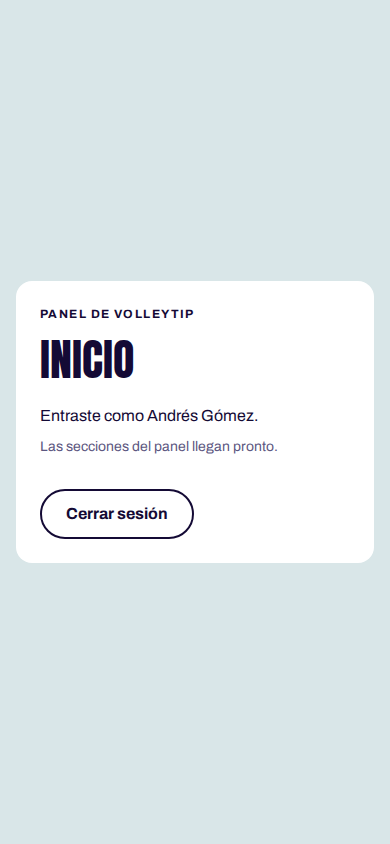 PANEL DE VOLLEYTIP
INICIO
Entraste como Andrés Gómez.
Las secciones del panel llegan pronto.
Cerrar sesión